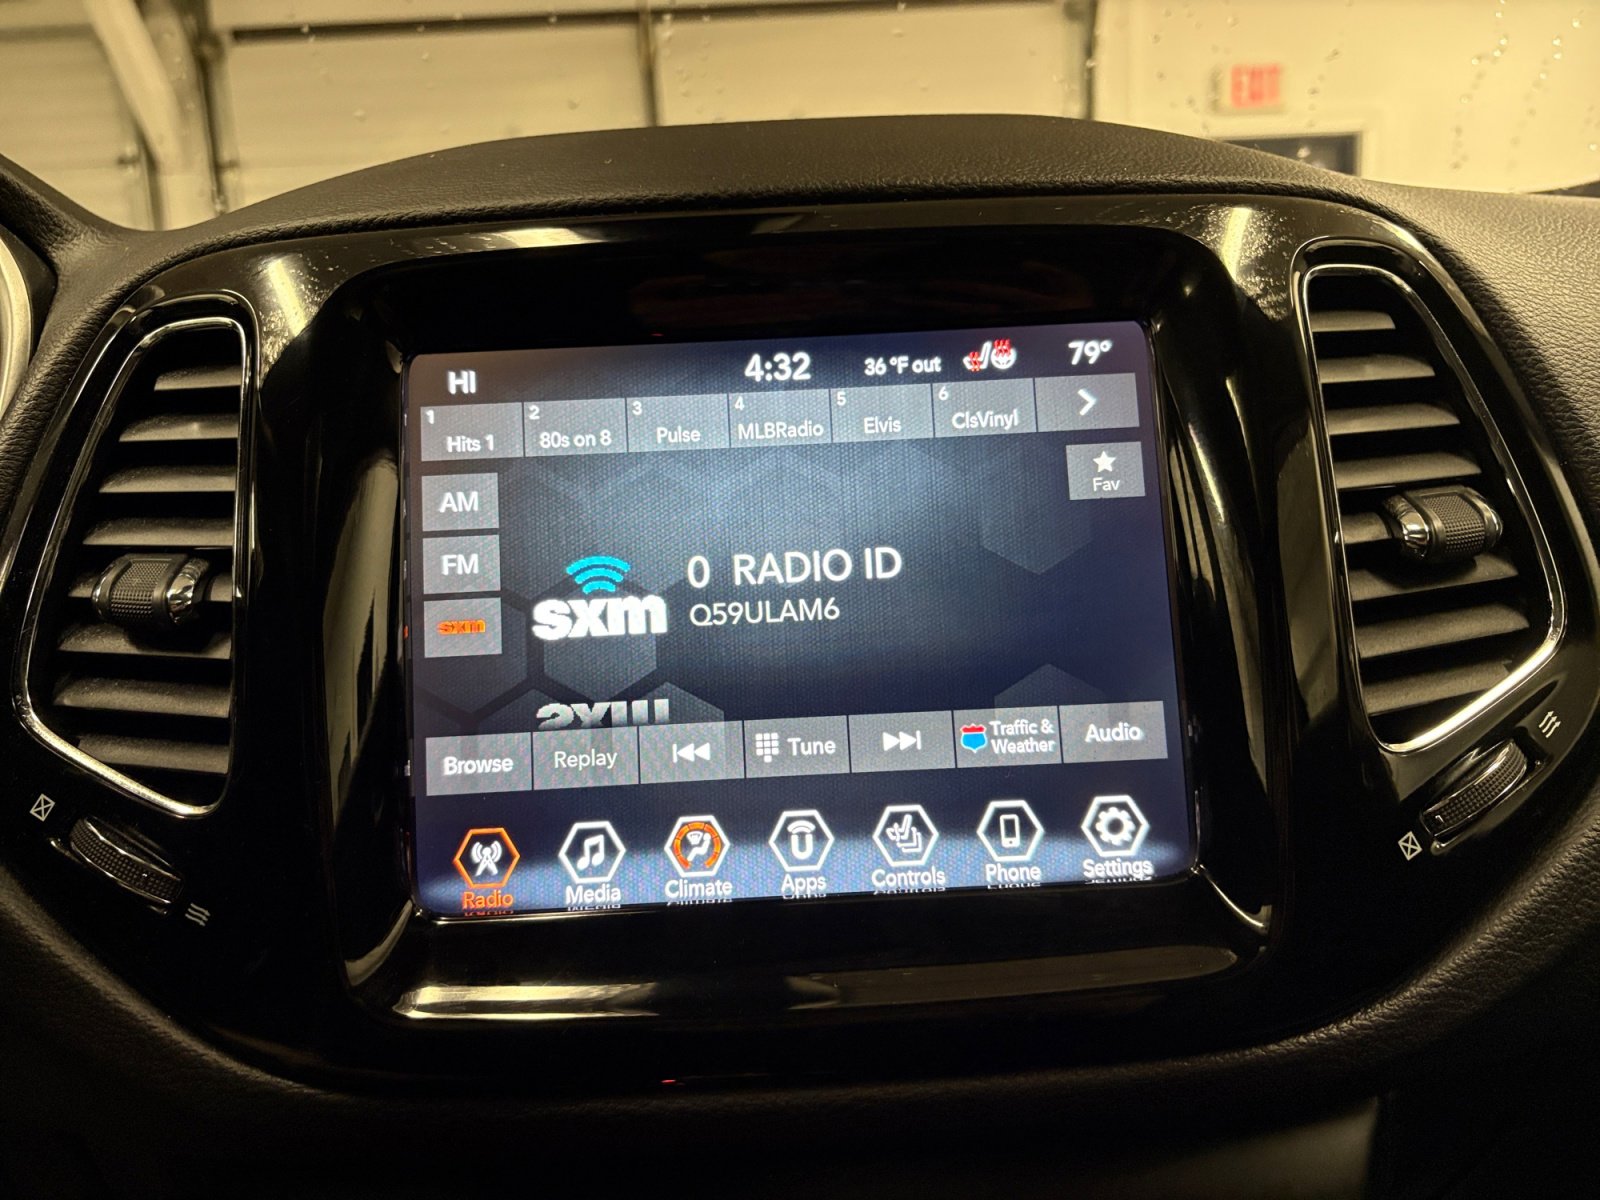 EXIT
HI 4:32 36 °F out 79°
1 Hits 1 2 80s on 8 3 Pulse 4 MLBRadio 5 Elvis 6 ClsVinyl
Fav
AM
FM
sxm
sxm 0 RADIO ID
Q59ULAM6
Browse Replay Tune Traffic & Weather Audio
Radio Media Climate Apps Controls Phone Settings